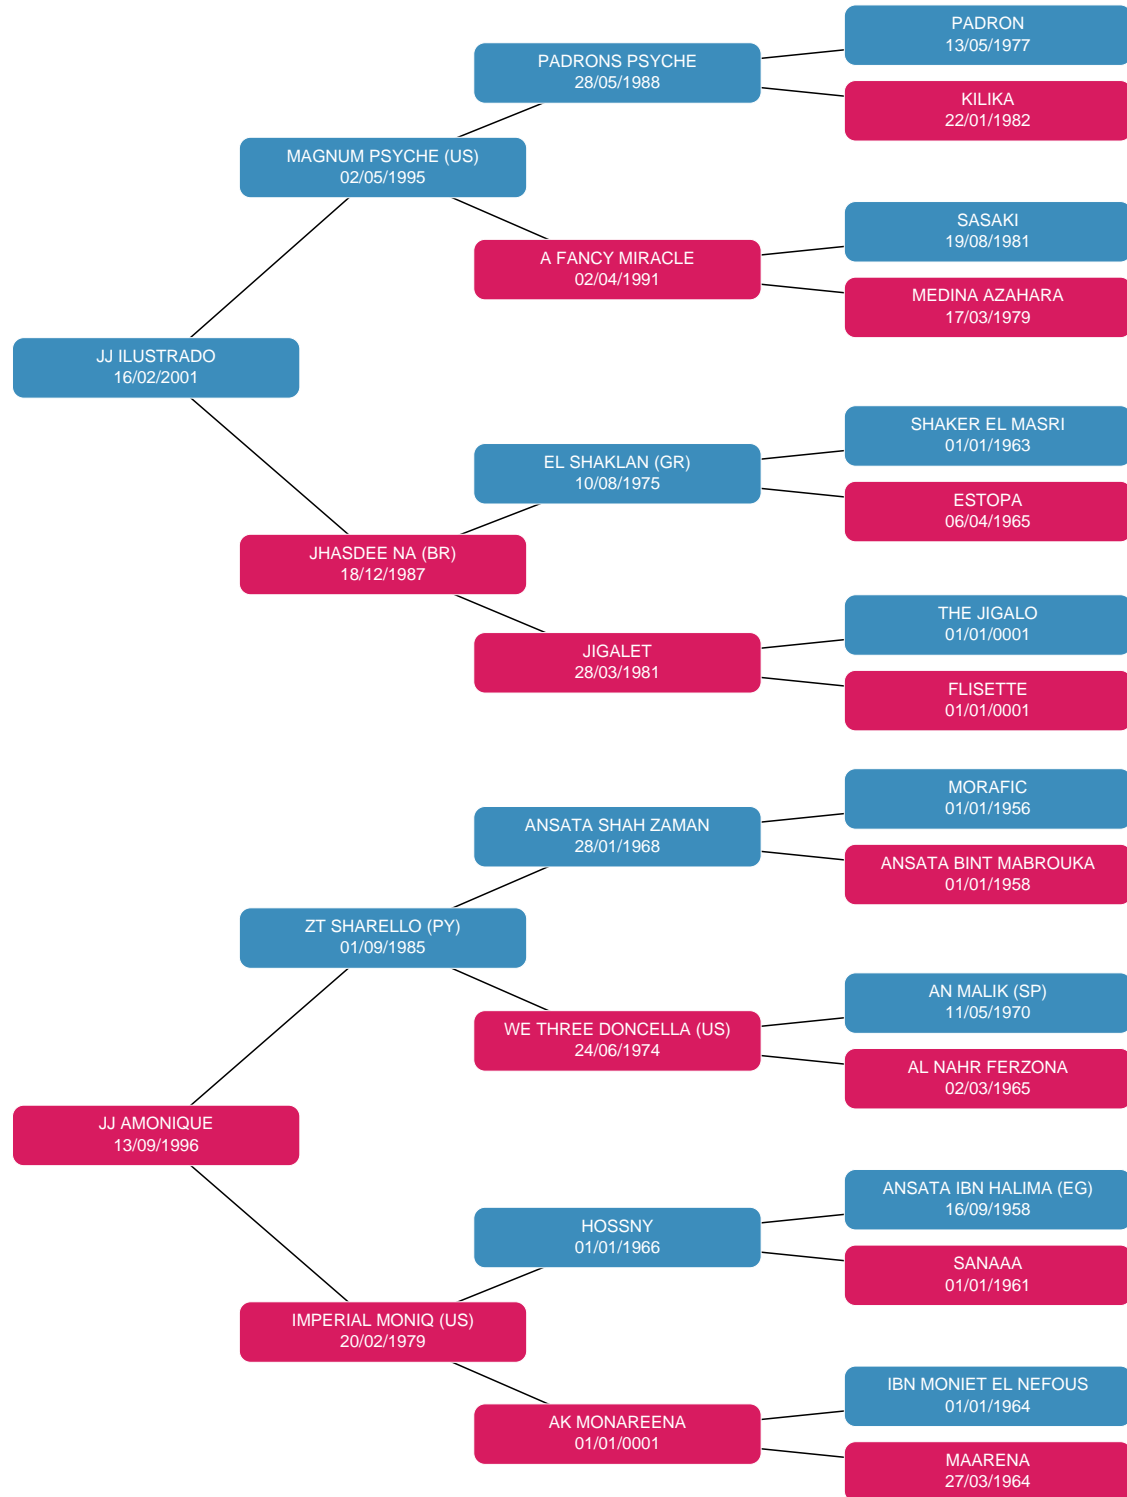 PADRON
13/05/1977
PADRONS PSYCHE
28/05/1988
KILIKA
22/01/1982
MAGNUM PSYCHE (US)
02/05/1995
SASAKI
19/08/1981
A FANCY MIRACLE
02/04/1991
MEDINA AZAHARA
17/03/1979
JJ ILUSTRADO
16/02/2001
SHAKER EL MASRI
01/01/1963
EL SHAKLAN (GR)
10/08/1975
ESTOPA
06/04/1965
JHASDEE NA (BR)
18/12/1987
THE JIGALO
01/01/0001
JIGALET
28/03/1981
FLISETTE
01/01/0001
MORAFIC
01/01/1956
ANSATA SHAH ZAMAN
28/01/1968
ANSATA BINT MABROUKA
01/01/1958
ZT SHARELLO (PY)
01/09/1985
AN MALIK (SP)
11/05/1970
WE THREE DONCELLA (US)
24/06/1974
AL NAHR FERZONA
02/03/1965
JJ AMONIQUE
13/09/1996
ANSATA IBN HALIMA (EG)
16/09/1958
HOSSNY
01/01/1966
SANAAA
01/01/1961
IMPERIAL MONIQ (US)
20/02/1979
IBN MONIET EL NEFOUS
01/01/1964
AK MONAREENA
01/01/0001
MAARENA
27/03/1964